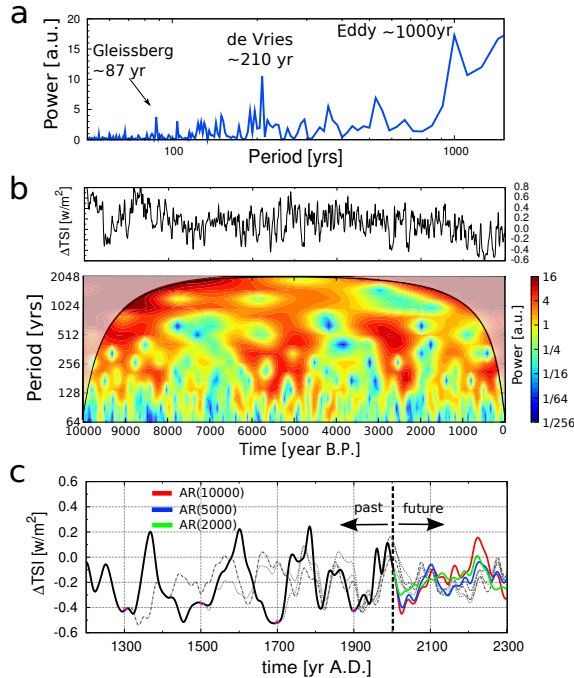 a
20
15
10
5
0
Power [a.u.]
Gleissberg
~87 yr
de Vries
~210 yr
Eddy ~1000yr
100
1000
Period [yrs]
b
ΔTSI [w/m²]
0.8
0.6
0.4
0.2
0.0
-0.2
-0.4
-0.6
2048
1024
512
256
128
64
Period [yrs]
10000 9000 8000 7000 6000 5000 4000 3000 2000 1000 0
Time [year B.P.]
16
4
1
1/4
1/16
1/64
1/256
Power [a.u.]
c
0.6
0.4
0.2
-0.0
-0.2
-0.4
-0.6
ΔTSI [w/m²]
AR(10000)
AR(5000)
AR(2000)
past
future
1300 1500 1700 1900 2100 2300
time [yr A.D.]